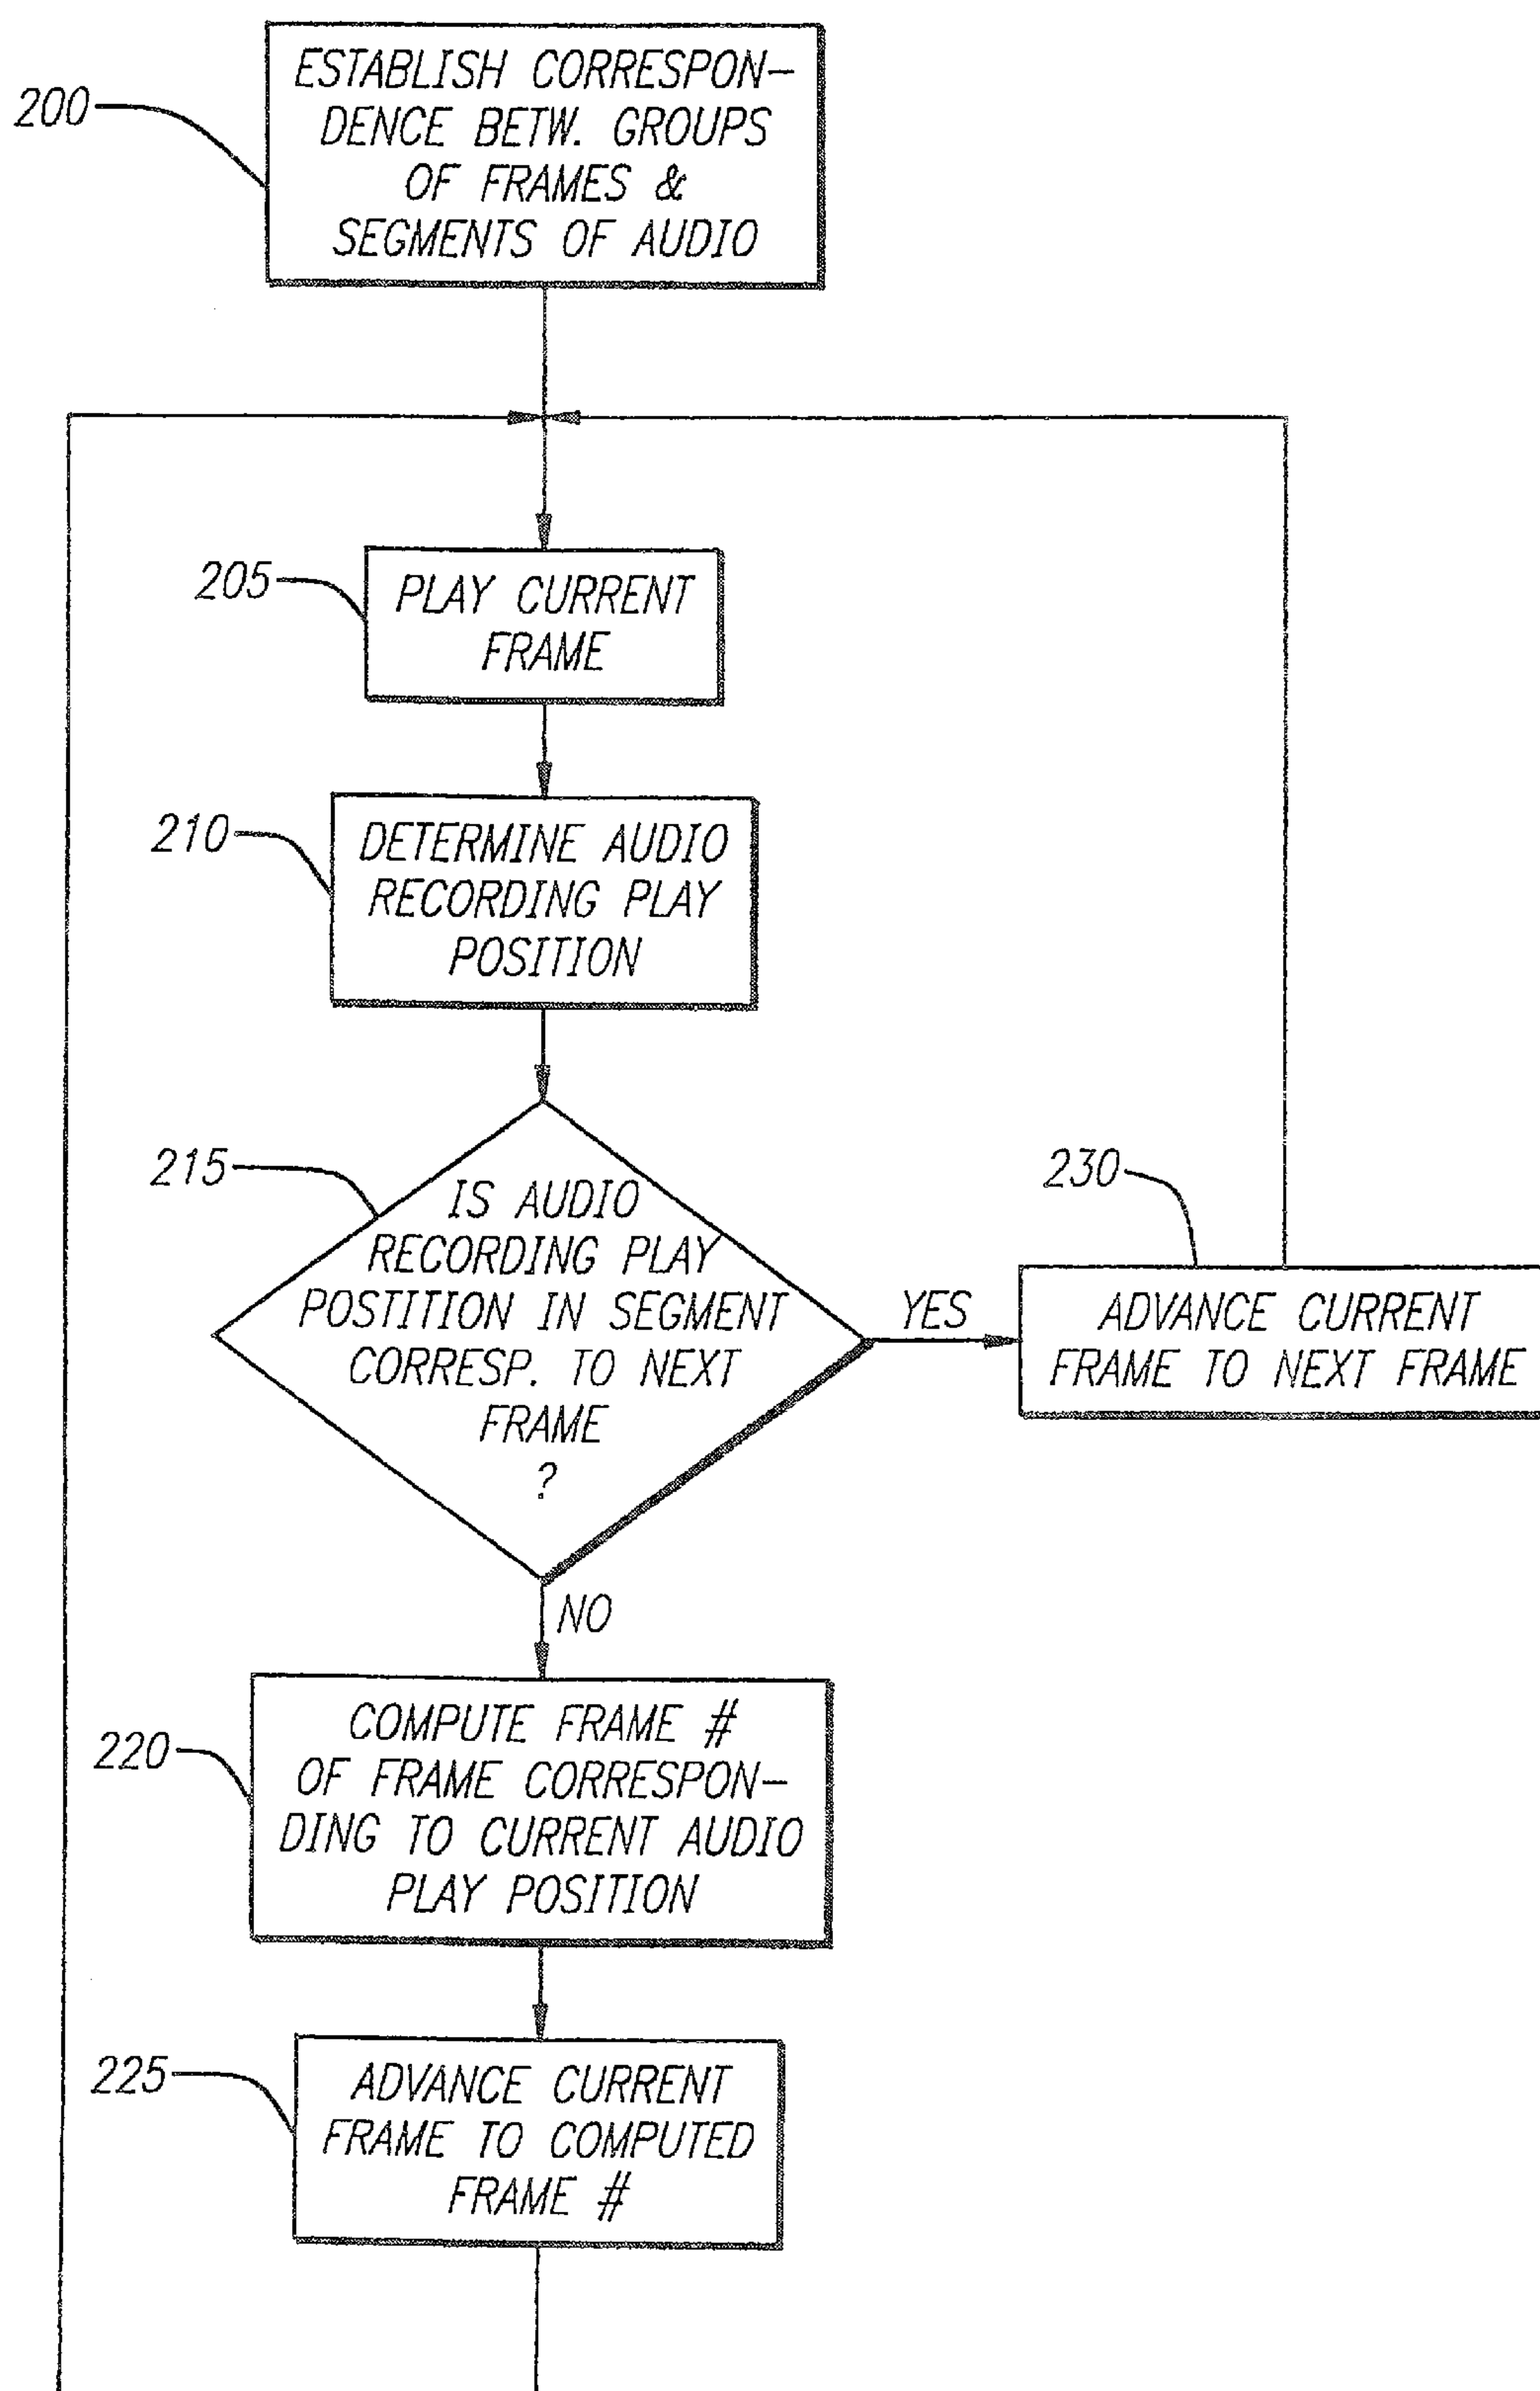 200
ESTABLISH CORRESPON-
DENCE BETW. GROUPS
OF FRAMES &
SEGMENTS OF AUDIO
205
PLAY CURRENT
FRAME
210
DETERMINE AUDIO
RECORDING PLAY
POSITION
215
IS AUDIO
RECORDING PLAY
POSTITION IN SEGMENT
CORRESP. TO NEXT
FRAME
?
YES
230
ADVANCE CURRENT
FRAME TO NEXT FRAME
NO
220
COMPUTE FRAME #
OF FRAME CORRESPON-
DING TO CURRENT AUDIO
PLAY POSITION
225
ADVANCE CURRENT
FRAME TO COMPUTED
FRAME #